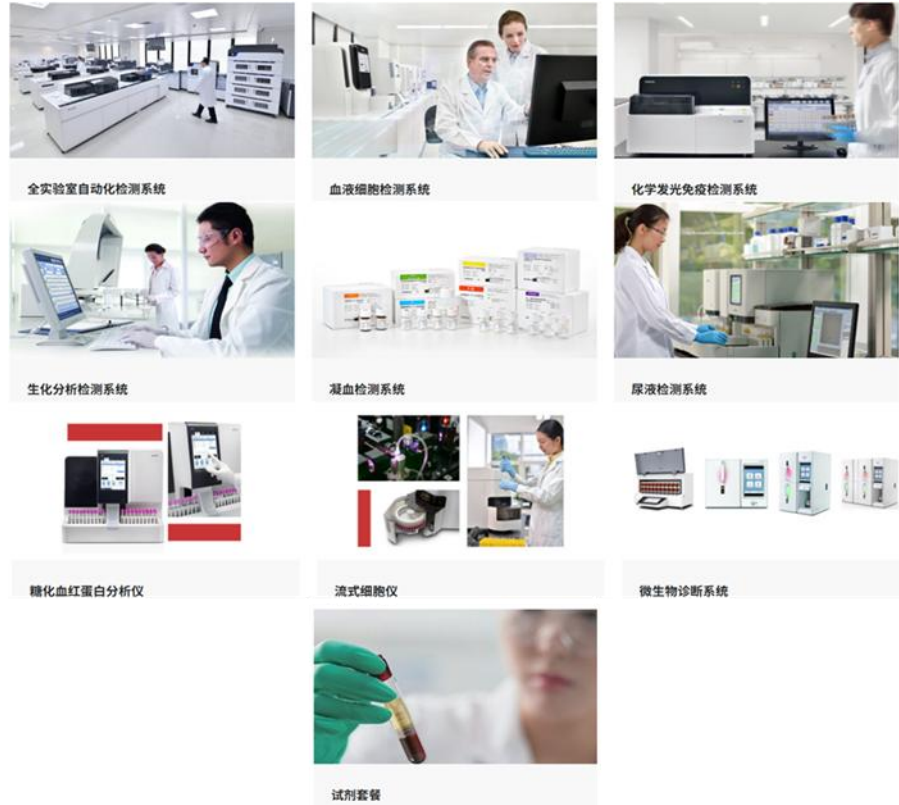 全实验室自动化检测系统
血液细胞检测系统
化学发光免疫检测系统
生化分析检测系统
凝血检测系统
尿液检测系统
糖化血红蛋白分析仪
流式细胞仪
微生物诊断系统
试剂套餐